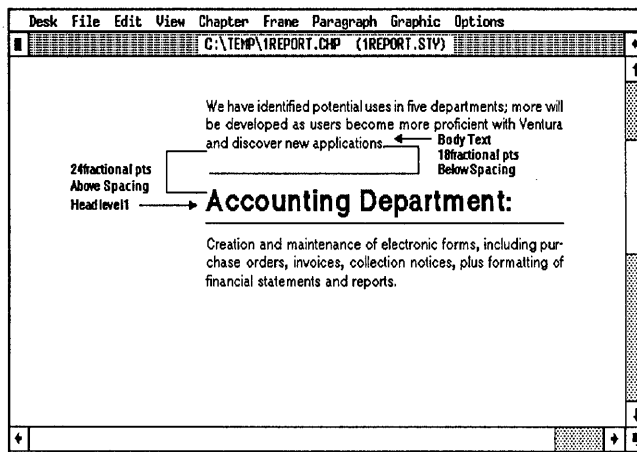 Desk File Edit View Chapter Frame Paragraph Graphic Options
C:\TEMP\1REPORT.CHP (1REPORT.STY)
We have identified potential uses in five departments; more will
be developed as users become more proficient with Ventura
and discover new applications.
Body Text
18fractional pts
Below Spacing
24fractional pts
Above Spacing
Headlevel1
Accounting Department:
Creation and maintenance of electronic forms, including pur-
chase orders, invoices, collection notices, plus formatting of
financial statements and reports.